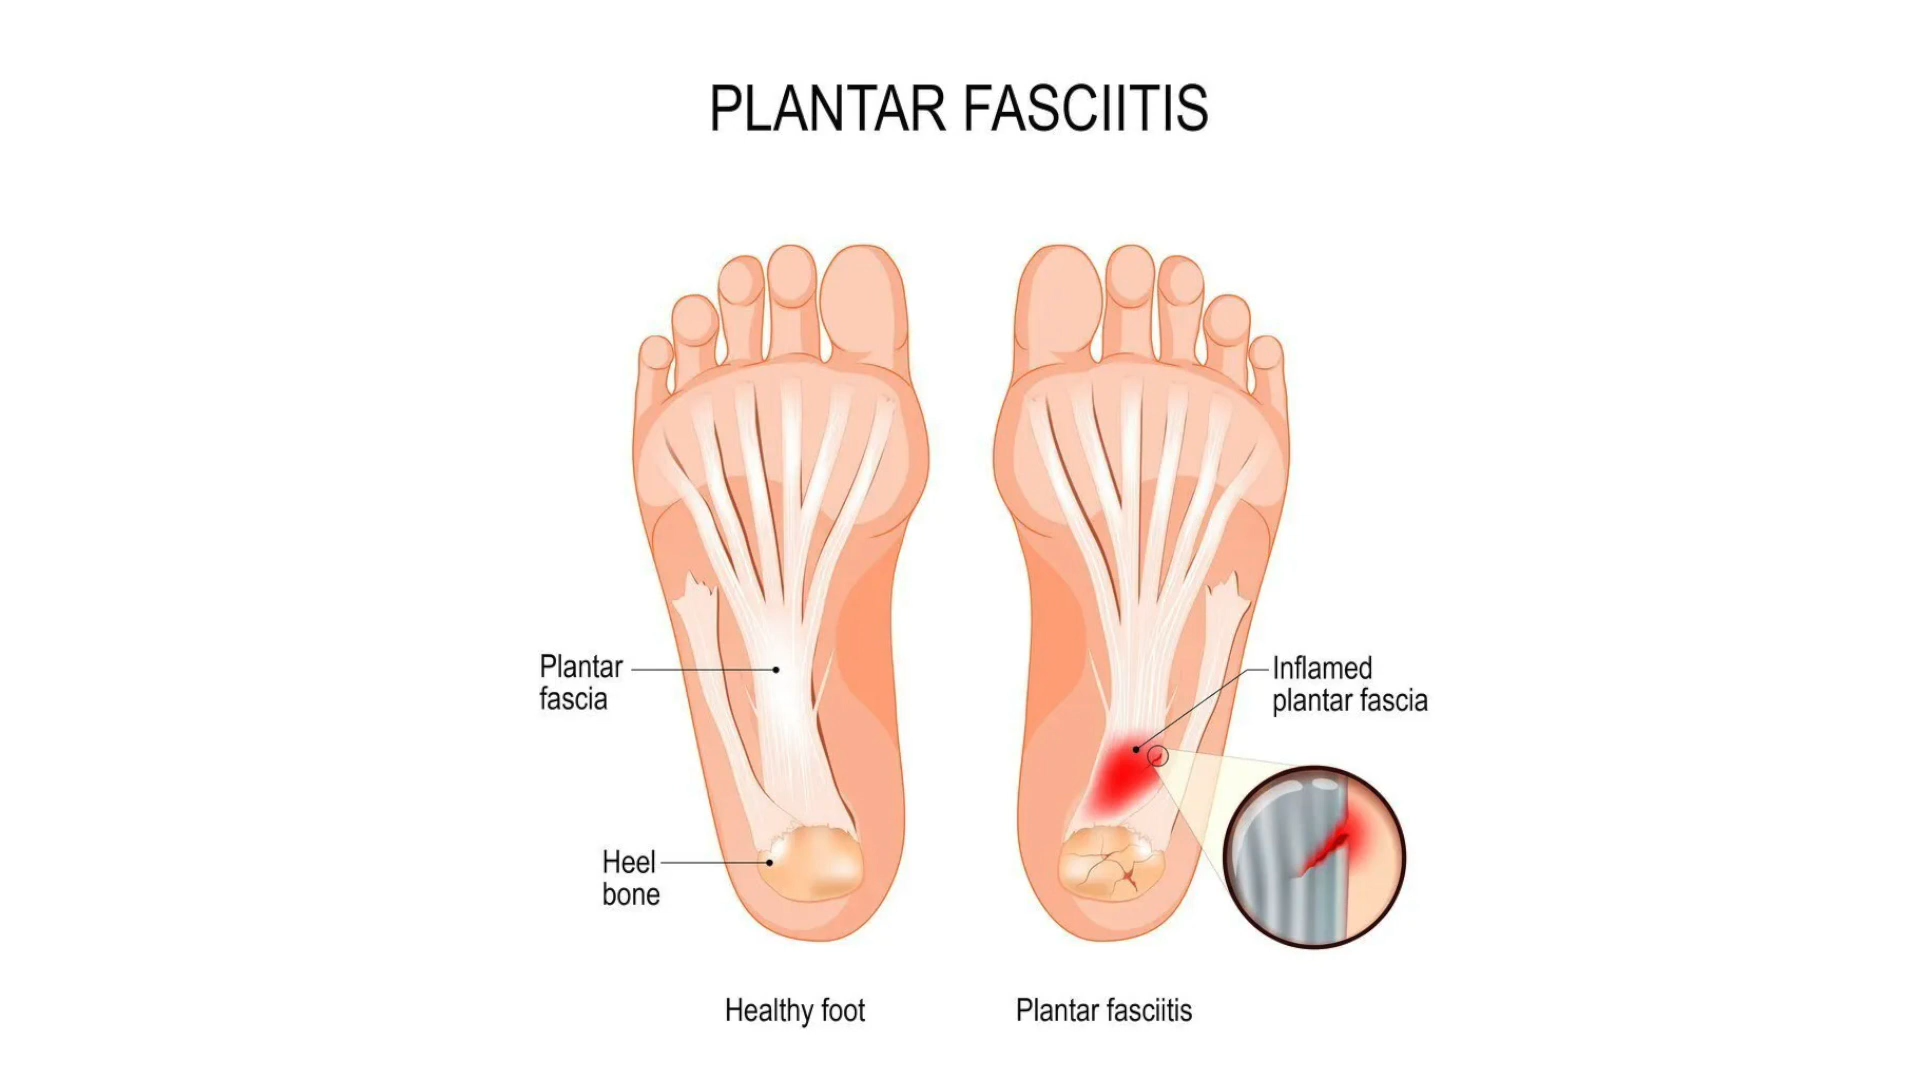 PLANTAR FASCIITIS
Plantar
fascia
Inflamed
plantar fascia
Heel
bone
Healthy foot
Plantar fasciitis